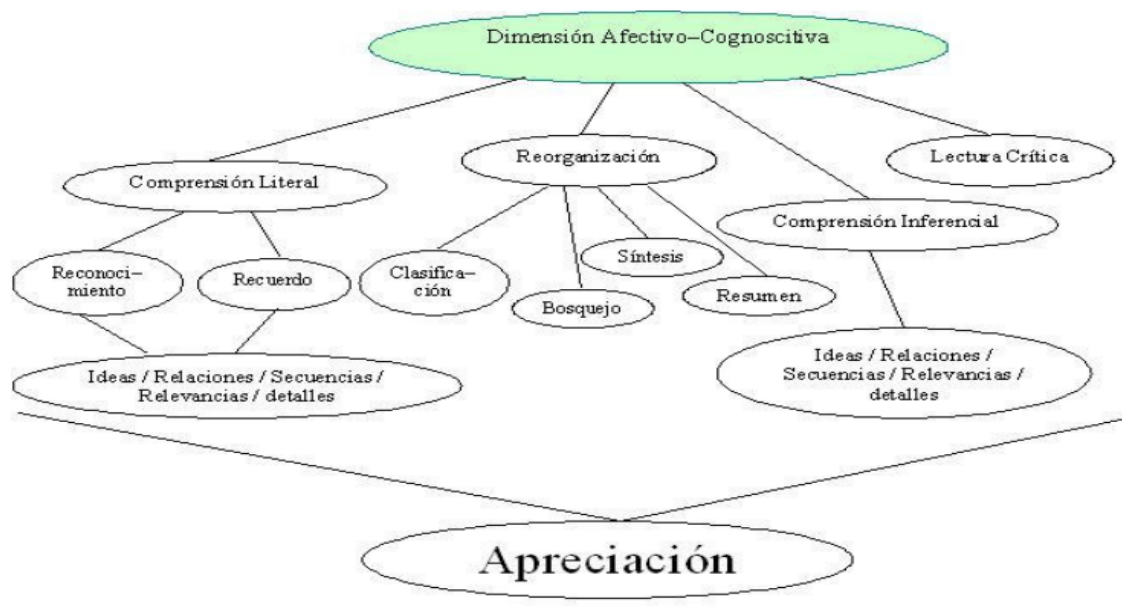 Dimensión Afectivo–Cognoscitiva
Comprensión Literal
Reorganización
Lectura Crítica
Comprensión Inferencial
Reconoci–
miento
Recuerdo
Clasifica–
ación
Síntesis
Bosquejo
Resumen
Ideas / Relaciones / Secuencias /
Relevancias / detalles
Ideas / Relaciones /
Secuencias / Relevancias /
detalles
Apreciación